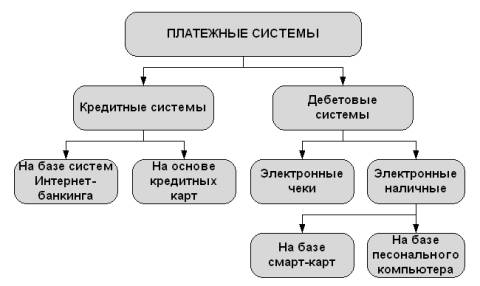 ПЛАТЕЖНЫЕ СИСТЕМЫ
Кредитные системы
Дебетовые
системы
На базе систем
Интернет-
банкинга
На основе
кредитных
карт
Электронные
чеки
Электронные
наличные
На базе
смарт-карт
На базе
песонального
компьютера